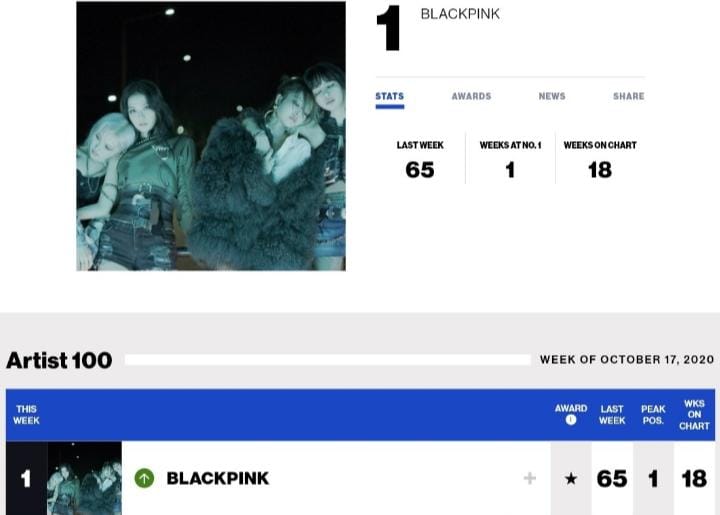 1 BLACKPINK
STATS AWARDS NEWS SHARE
LAST WEEK WEEKS AT NO. 1 WEEKS ON CHART
65 1 18
Artist 100 WEEK OF OCTOBER 17, 2020
THIS WEEK AWARD i LAST WEEK PEAK POS. WKS ON CHART
1 BLACKPINK + ★ 65 1 18